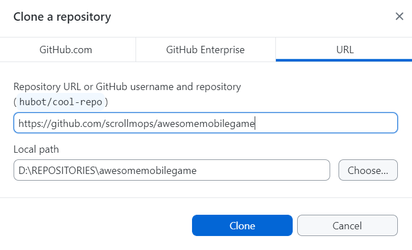 Clone a repository
GitHub.com
GitHub Enterprise
URL
Repository URL or GitHub username and repository
( hubot/cool-repo )
https://github.com/scrollmops/awesomemobilegame
Local path
D:\REPOSITORIES\awesomemobilegame
Choose...
Clone
Cancel